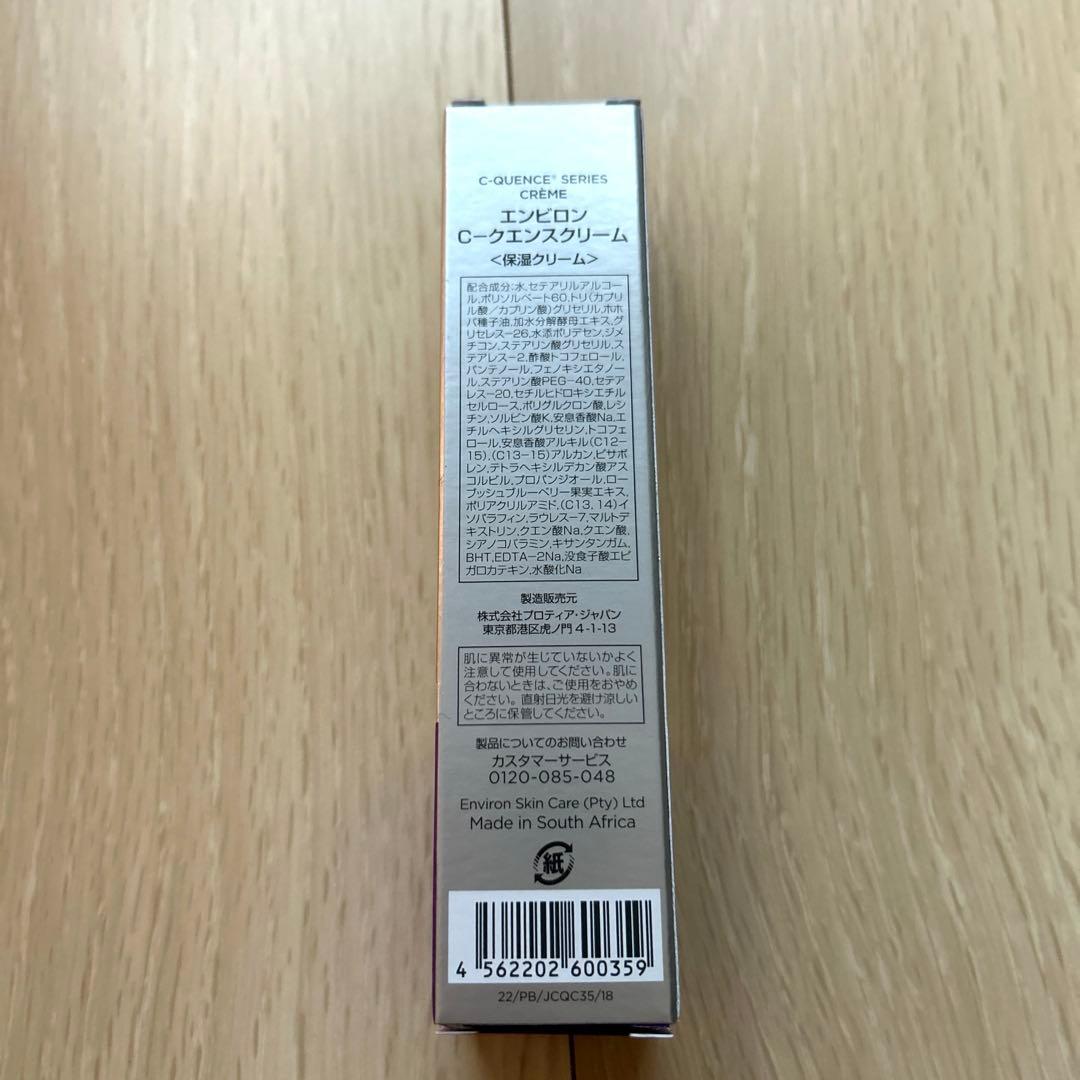 C-QUENCE® SERIES
CRÈME
エンビロン
C−クエンスクリーム
<保湿クリーム>
配合成分:水,セテアリルアルコー
ル,ポリソルベート60,トリ(カプリ
ル酸/カプリン酸)グリセリル,ホホ
バ種子油,加水分解酵母エキス,グ
リセレス−26,水添ポリデセン,ジメ
チコン,ステアリン酸グリセリル,ス
テアレス−2,酢酸トコフェロール,
パンテノール,フェノキシエタノー
ル,ステアリン酸PEG−40,セテア
レス−20,セチルヒドロキシエチル
セルロース,ポリグルクロン酸,レシ
チン,ソルビン酸K,安息香酸Na,エ
チルヘキシルグリセリン,トコフェ
ロール,安息香酸アルキル(C12−
15),(C13−15)アルカン,ビサボ
レン,テトラヘキシルデカン酸アス
コルビル,プロパンジオール,ロー
ブッシュブルーベリー果実エキス,
ポリアクリルアミド,(C13,14)イ
ソパラフィン,ラウレス−7,マルトデ
キストリン,クエン酸Na,クエン酸,
シアノコバラミン,キサンタンガム,
BHT,EDTA−2Na,没食子酸エピ
ガロカテキン,水酸化Na
製造販売元
株式会社プロティア・ジャパン
東京都港区虎ノ門4-1-13
肌に異常が生じていないかよく
注意して使用してください。肌に
合わないときは、ご使用をおやめ
ください。直射日光を避け涼しい
ところに保管してください。
製品についてのお問い合わせ
カスタマーサービス
0120-085-048
Environ Skin Care (Pty) Ltd
Made in South Africa
紙
4 562202 600359
22/PB/JCQC35/18